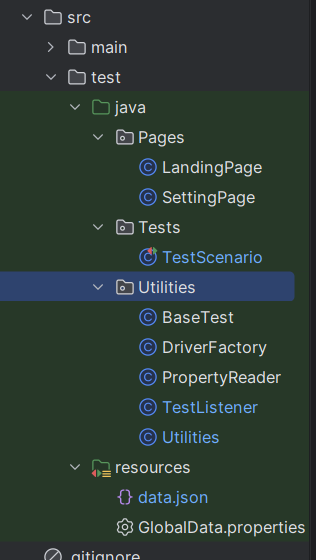 src
main
test
java
Pages
LandingPage
SettingPage
Tests
TestScenario
Utilities
BaseTest
DriverFactory
PropertyReader
TestListener
Utilities
resources
data.json
GlobalData.properties
.gitignore